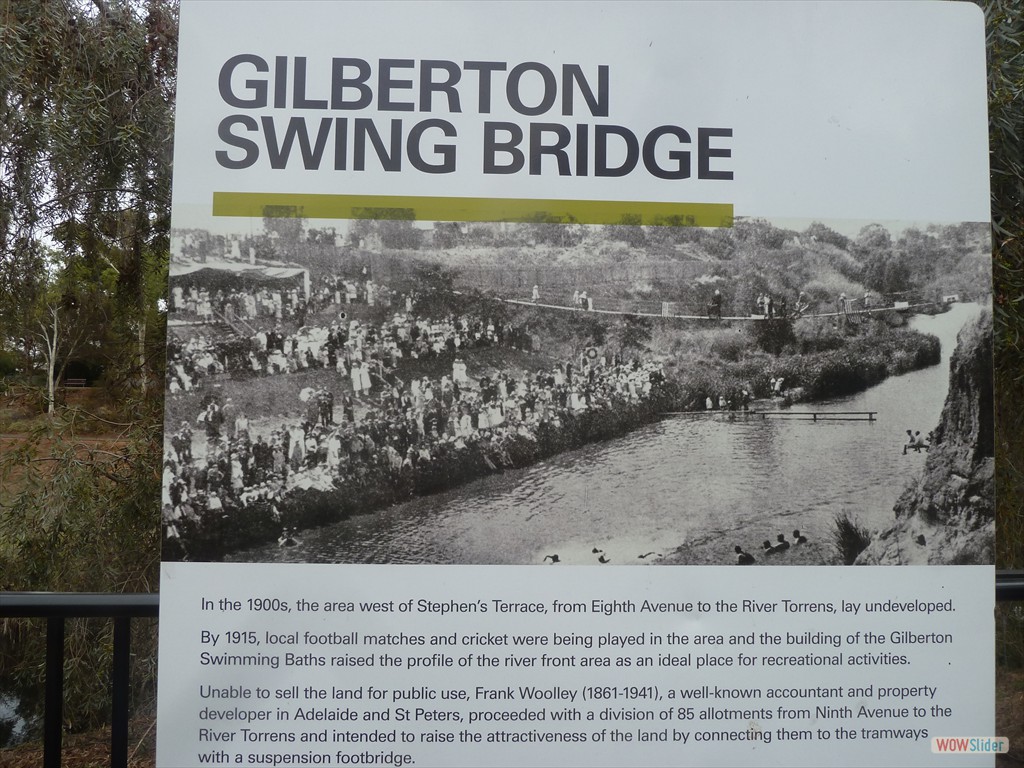 GILBERTON
SWING BRIDGE
In the 1900s, the area west of Stephen's Terrace, from Eighth Avenue to the River Torrens, lay undeveloped.
By 1915, local football matches and cricket were being played in the area and the building of the Gilberton
Swimming Baths raised the profile of the river front area as an ideal place for recreational activities.
Unable to sell the land for public use, Frank Woolley (1861-1941), a well-known accountant and property
developer in Adelaide and St Peters, proceeded with a division of 85 allotments from Ninth Avenue to the
River Torrens and intended to raise the attractiveness of the land by connecting them to the tramways
with a suspension footbridge.
WOWSlider